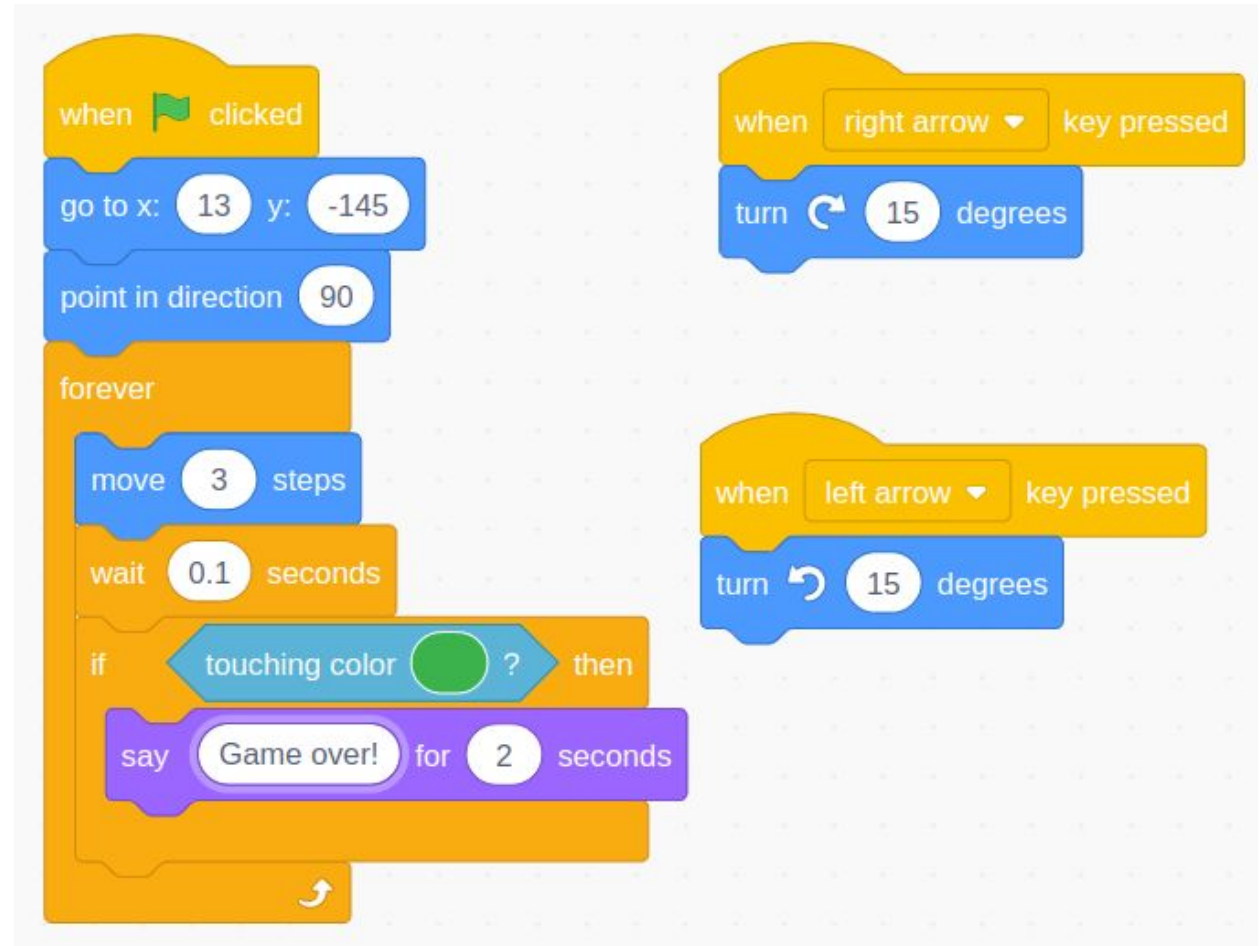 when clicked
go to x: 13 y: -145
point in direction 90
forever
move 3 steps
wait 0.1 seconds
if touching color ? then
say Game over! for 2 seconds
when right arrow key pressed
turn 15 degrees
when left arrow key pressed
turn 15 degrees